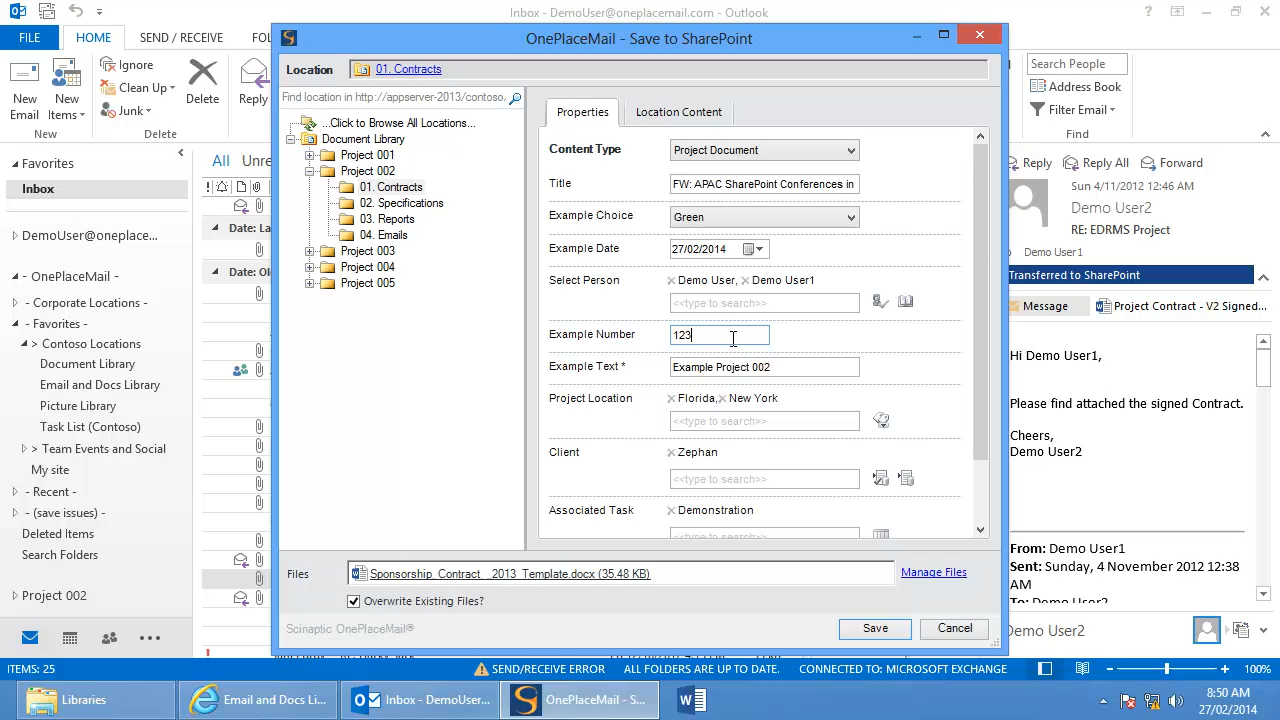 Inbox - DemoUser@oneplacemail.com - Outlook
FILE
HOME
SEND / RECEIVE
New
Email
New
Items
New
Ignore
Clean Up
Junk
Delete
Delete
Reply
OnePlaceMail - Save to SharePoint
Location
01. Contracts
Find location in http://appserver-2013/contoso/
...Click to Browse All Locations...
Document Library
Project 001
Project 002
01. Contracts
02. Specifications
03. Reports
04. Emails
Project 003
Project 004
Project 005
Properties
Location Content
Content Type
Project Document
Title
FW: APAC SharePoint Conferences in
Example Choice
Green
Example Date
27/02/2014
Select Person
Demo User, Demo User1
<<type to search>>
Example Number
123
Example Text *
Example Project 002
Project Location
Florida, New York
<<type to search>>
Client
Zephan
<<type to search>>
Associated Task
Demonstration
<<type to search>>
Files
Sponsorship_Contract__2013_Template.docx (35.48 KB)
Manage Files
Overwrite Existing Files?
Scinaptic OnePlaceMail®
Save
Cancel
Favorites
Inbox
DemoUser@oneplace...
- OnePlaceMail -
- Corporate Locations -
- Favorites -
> Contoso Locations
Document Library
Email and Docs Library
Picture Library
Task List (Contoso)
> Team Events and Social
My site
- Recent -
- (save issues) -
Deleted Items
Search Folders
Project 002
All
Date: La
Date: Ol
Search People
Address Book
Filter Email
Find
Reply
Reply All
Forward
Sun 4/11/2012 12:46 AM
Demo User2
RE: EDRMS Project
Demo User1
Transferred to SharePoint
Message
Project Contract - V2 Signed...
Hi Demo User1,
Please find attached the signed Contract.
Cheers,
Demo User2
From: Demo User1
Sent: Sunday, 4 November 2012 12:38
AM
To: Demo User2
Demo User2
ITEMS: 25
SEND/RECEIVE ERROR
ALL FOLDERS ARE UP TO DATE.
CONNECTED TO: MICROSOFT EXCHANGE
100%
Libraries
Email and Docs Li...
Inbox - DemoUser...
OnePlaceMail - S...
8:50 AM
27/02/2014